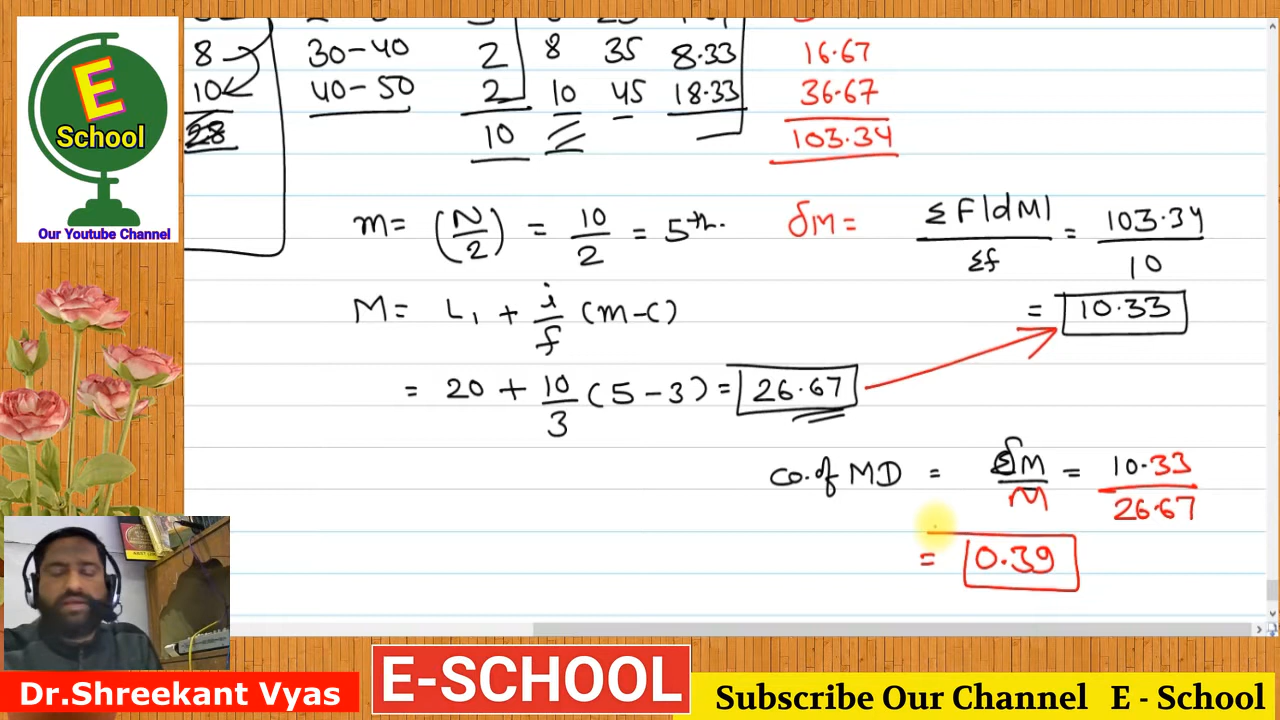 8 30-40 2 8 35 8.33 16.67
10 40-50 2 10 45 18.33 36.67
28 10 103.34
E
School
Our Youtube Channel
m= (N/2) = 10/2 = 5th. δM= Σf|dM|/Σf = 103.34/10
= 10.33
M= L1 + i/f (m-c)
= 20 + 10/3 (5-3) = 26.67
co.of MD = δM/M = 10.33/26.67
= 0.39
Dr.Shreekant Vyas
E-SCHOOL
Subscribe Our Channel E - School